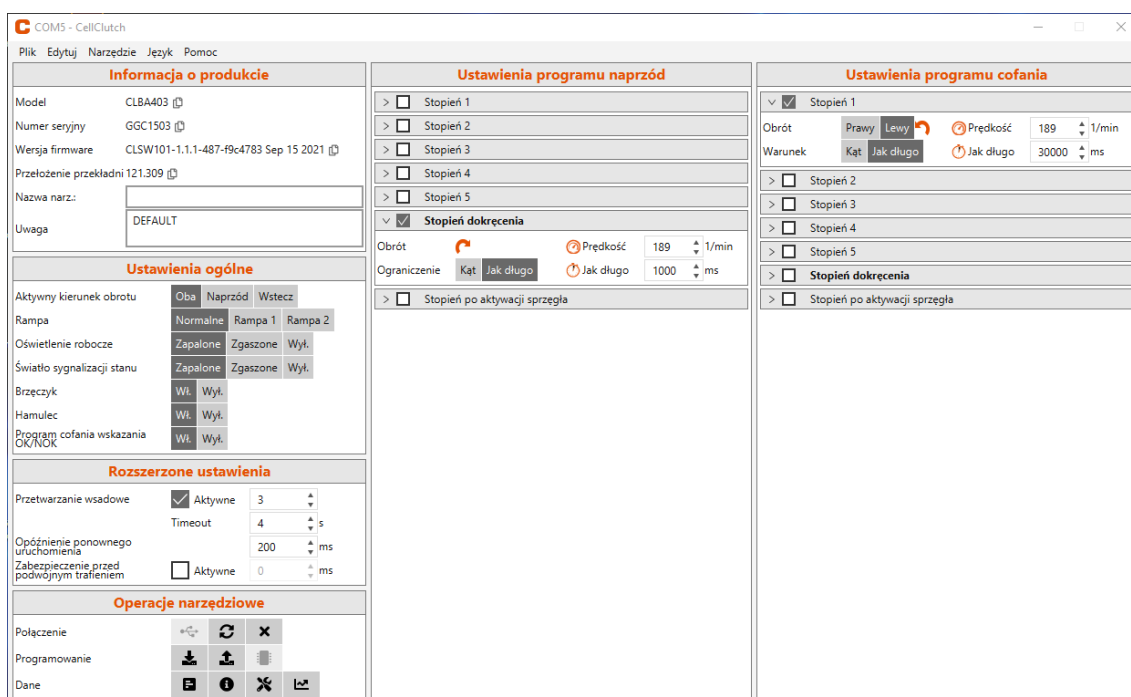 COM5 - CellClutch
Plik Edytuj Narzędzie Język Pomoc
Informacja o produkcie
Model CLBA403
Numer seryjny GGC1503
Wersja firmware CLSW101-1.1.1-487-f9c4783 Sep 15 2021
Przełożenie przekładni 121.309
Nazwa narz.:
Uwaga DEFAULT
Ustawienia ogólne
Aktywny kierunek obrotu Oba Naprzód Wstecz
Rampa Normalne Rampa 1 Rampa 2
Oświetlenie robocze Zapalone Zgaszone Wył.
Światło sygnalizacji stanu Zapalone Zgaszone Wył.
Brzęczyk Wł. Wył.
Hamulec Wł. Wył.
Program cofania wskazania
OK/NOK Wł. Wył.
Rozszerzone ustawienia
Przetwarzanie wsadowe Aktywne 3
Timeout 4 s
Opóźnienie ponownego
uruchomienia 200 ms
Zabezpieczenie przed
podwójnym trafieniem Aktywne 0 ms
Operacje narzędziowe
Połączenie
Programowanie
Dane
Ustawienia programu naprzód
Stopień 1
Stopień 2
Stopień 3
Stopień 4
Stopień 5
Stopień dokręcenia
Obrót Prędkość 189 1/min
Ograniczenie Kąt Jak długo Jak długo 1000 ms
Stopień po aktywacji sprzęgła
Ustawienia programu cofania
Stopień 1
Obrót Prawy Lewy Prędkość 189 1/min
Warunek Kąt Jak długo Jak długo 30000 ms
Stopień 2
Stopień 3
Stopień 4
Stopień 5
Stopień dokręcenia
Stopień po aktywacji sprzęgła